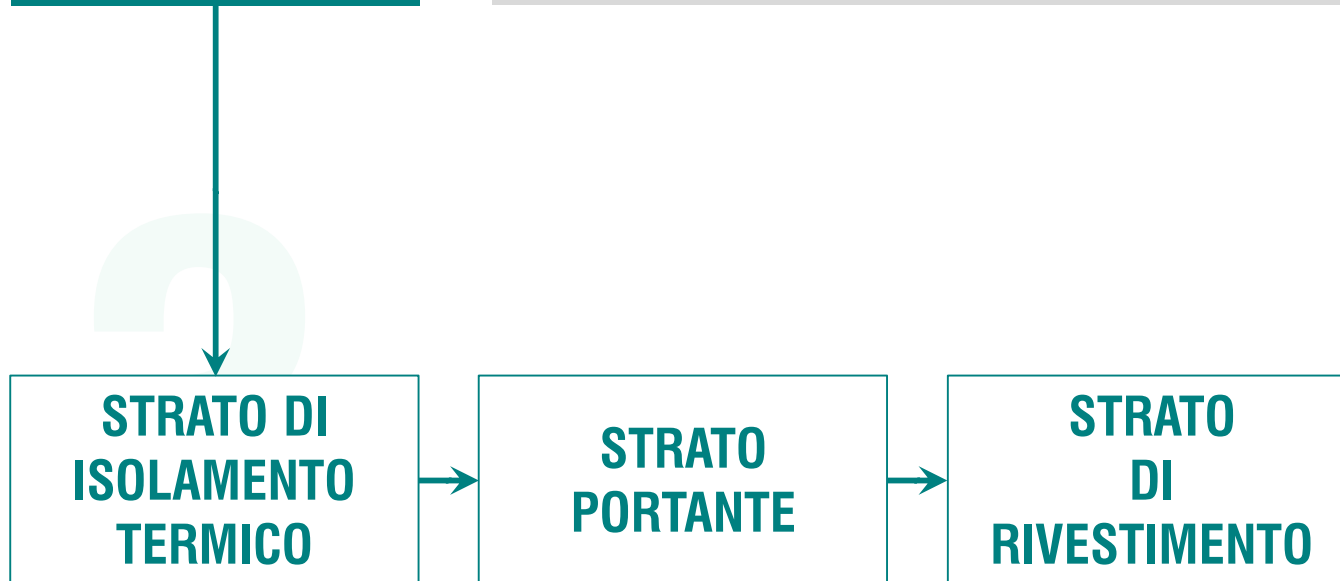 STRATO DI
ISOLAMENTO
TERMICO
STRATO
PORTANTE
STRATO
DI
RIVESTIMENTO